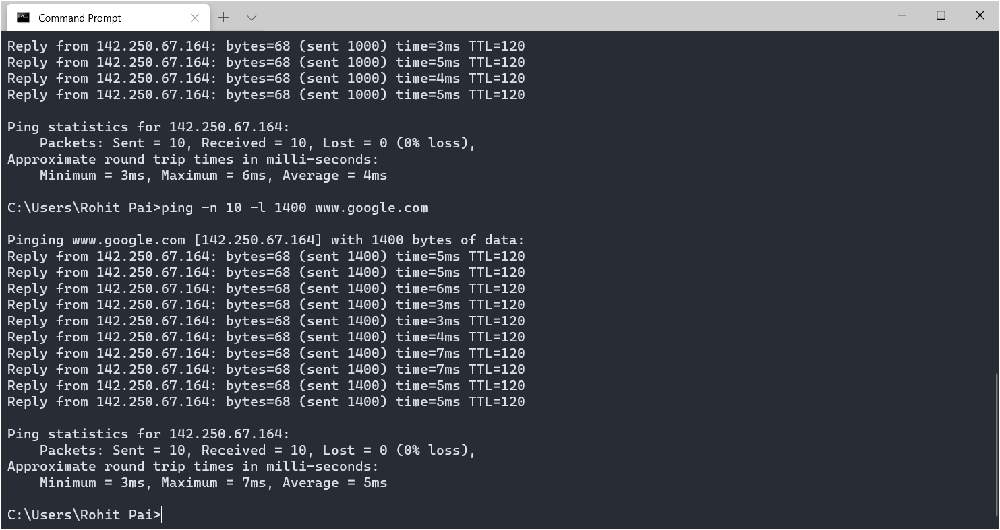 Command Prompt
Reply from 142.250.67.164: bytes=68 (sent 1000) time=3ms TTL=120
Reply from 142.250.67.164: bytes=68 (sent 1000) time=5ms TTL=120
Reply from 142.250.67.164: bytes=68 (sent 1000) time=4ms TTL=120
Reply from 142.250.67.164: bytes=68 (sent 1000) time=5ms TTL=120

Ping statistics for 142.250.67.164:
    Packets: Sent = 10, Received = 10, Lost = 0 (0% loss),
Approximate round trip times in milli-seconds:
    Minimum = 3ms, Maximum = 6ms, Average = 4ms

C:\Users\Rohit Pai>ping -n 10 -l 1400 www.google.com

Pinging www.google.com [142.250.67.164] with 1400 bytes of data:
Reply from 142.250.67.164: bytes=68 (sent 1400) time=5ms TTL=120
Reply from 142.250.67.164: bytes=68 (sent 1400) time=5ms TTL=120
Reply from 142.250.67.164: bytes=68 (sent 1400) time=6ms TTL=120
Reply from 142.250.67.164: bytes=68 (sent 1400) time=3ms TTL=120
Reply from 142.250.67.164: bytes=68 (sent 1400) time=3ms TTL=120
Reply from 142.250.67.164: bytes=68 (sent 1400) time=4ms TTL=120
Reply from 142.250.67.164: bytes=68 (sent 1400) time=7ms TTL=120
Reply from 142.250.67.164: bytes=68 (sent 1400) time=7ms TTL=120
Reply from 142.250.67.164: bytes=68 (sent 1400) time=5ms TTL=120
Reply from 142.250.67.164: bytes=68 (sent 1400) time=5ms TTL=120

Ping statistics for 142.250.67.164:
    Packets: Sent = 10, Received = 10, Lost = 0 (0% loss),
Approximate round trip times in milli-seconds:
    Minimum = 3ms, Maximum = 7ms, Average = 5ms

C:\Users\Rohit Pai>